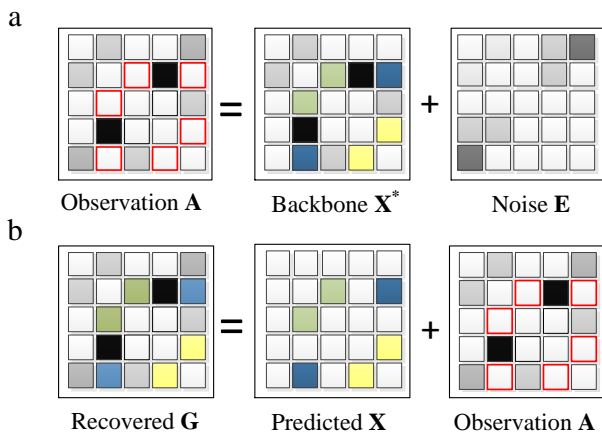 a
= +
Observation A Backbone X* Noise E
b
= +
Recovered G Predicted X Observation A